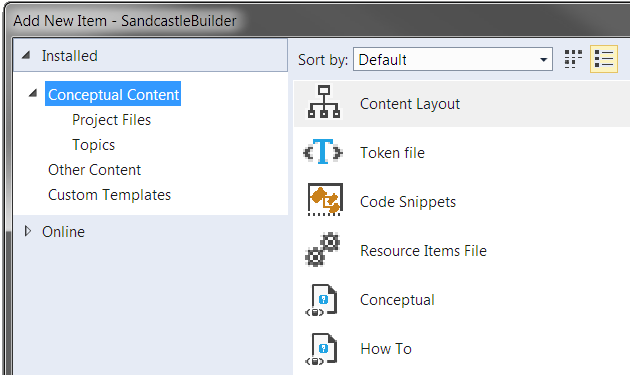 Add New Item - SandcastleBuilder
Installed
Sort by: Default
Conceptual Content
Project Files
Topics
Other Content
Custom Templates
Online
Content Layout
Token file
Code Snippets
Resource Items File
Conceptual
How To